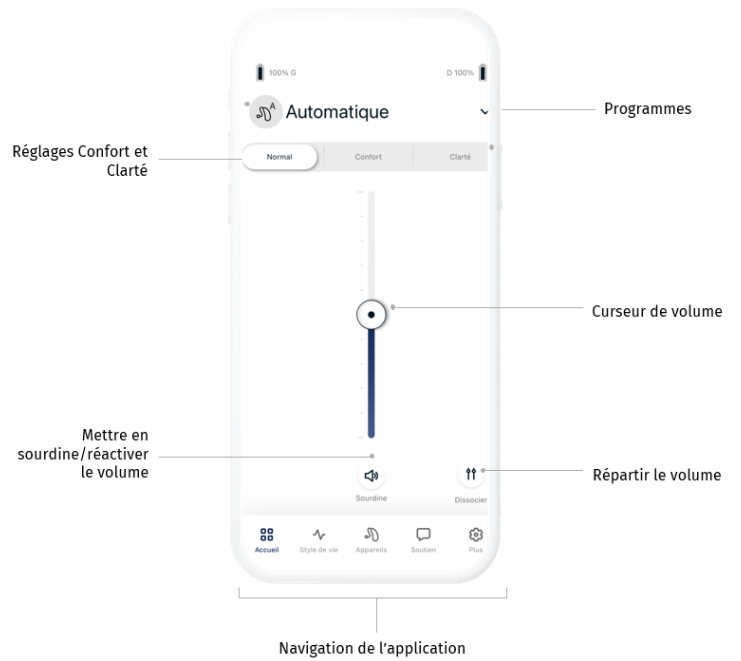 100% G
D 100%
A
Automatique
Programmes
Réglages Confort et
Clarté
Normal
Confort
Clarté
Curseur de volume
Mettre en
sourdine/réactiver
le volume
Répartir le volume
Sourdine
Dissocier
Accueil
Style de vie
Appareils
Soutien
Plus
Navigation de l'application